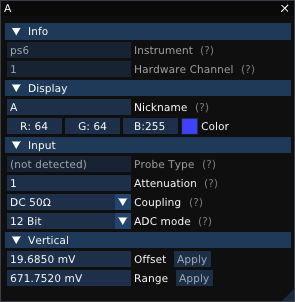 A
Info
ps6 Instrument (?)
1 Hardware Channel (?)
Display
A Nickname (?)
R: 64 G: 64 B:255 Color
Input
(not detected) Probe Type (?)
1 Attenuation (?)
DC 50Ω Coupling (?)
12 Bit ADC mode (?)
Vertical
19.6850 mV Offset Apply
671.7520 mV Range Apply